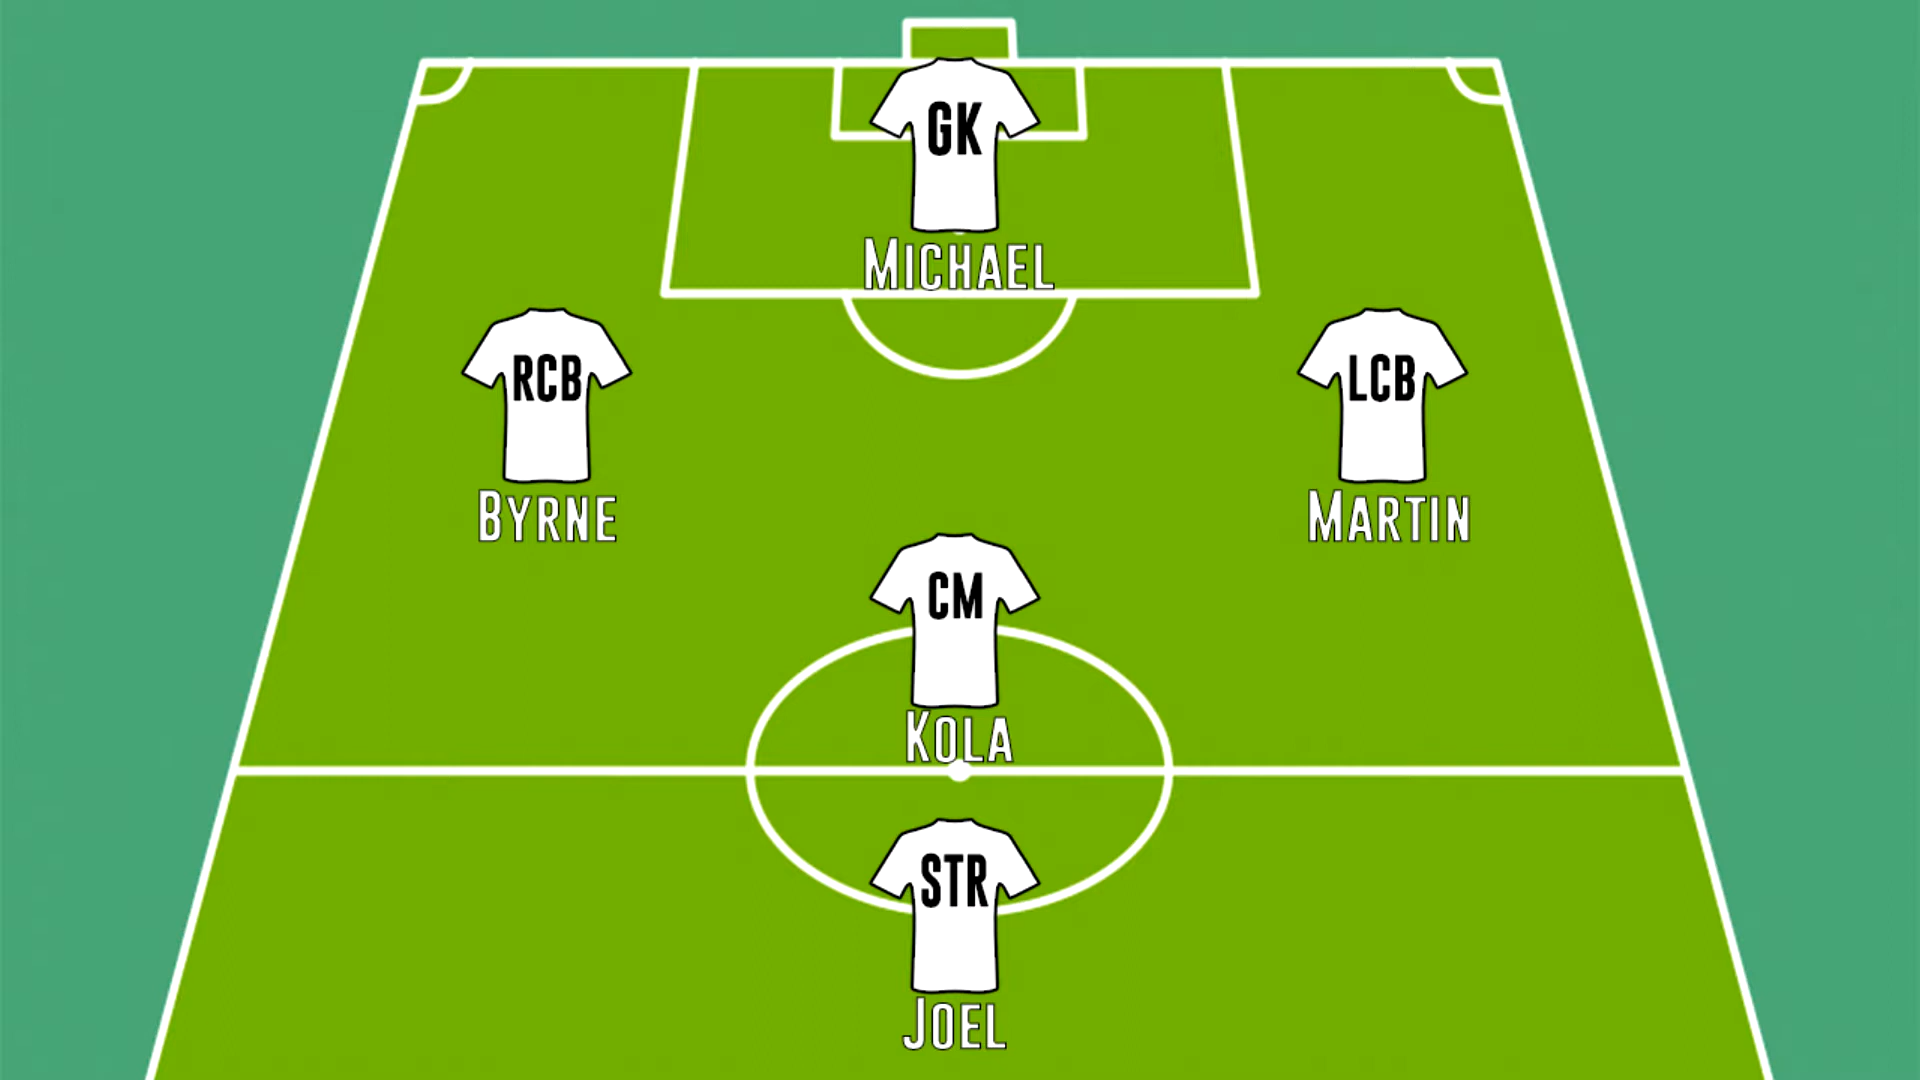 GK
MICHAEL
RCB
LCB
BYRNE
MARTIN
CM
KOLA
STR
JOEL